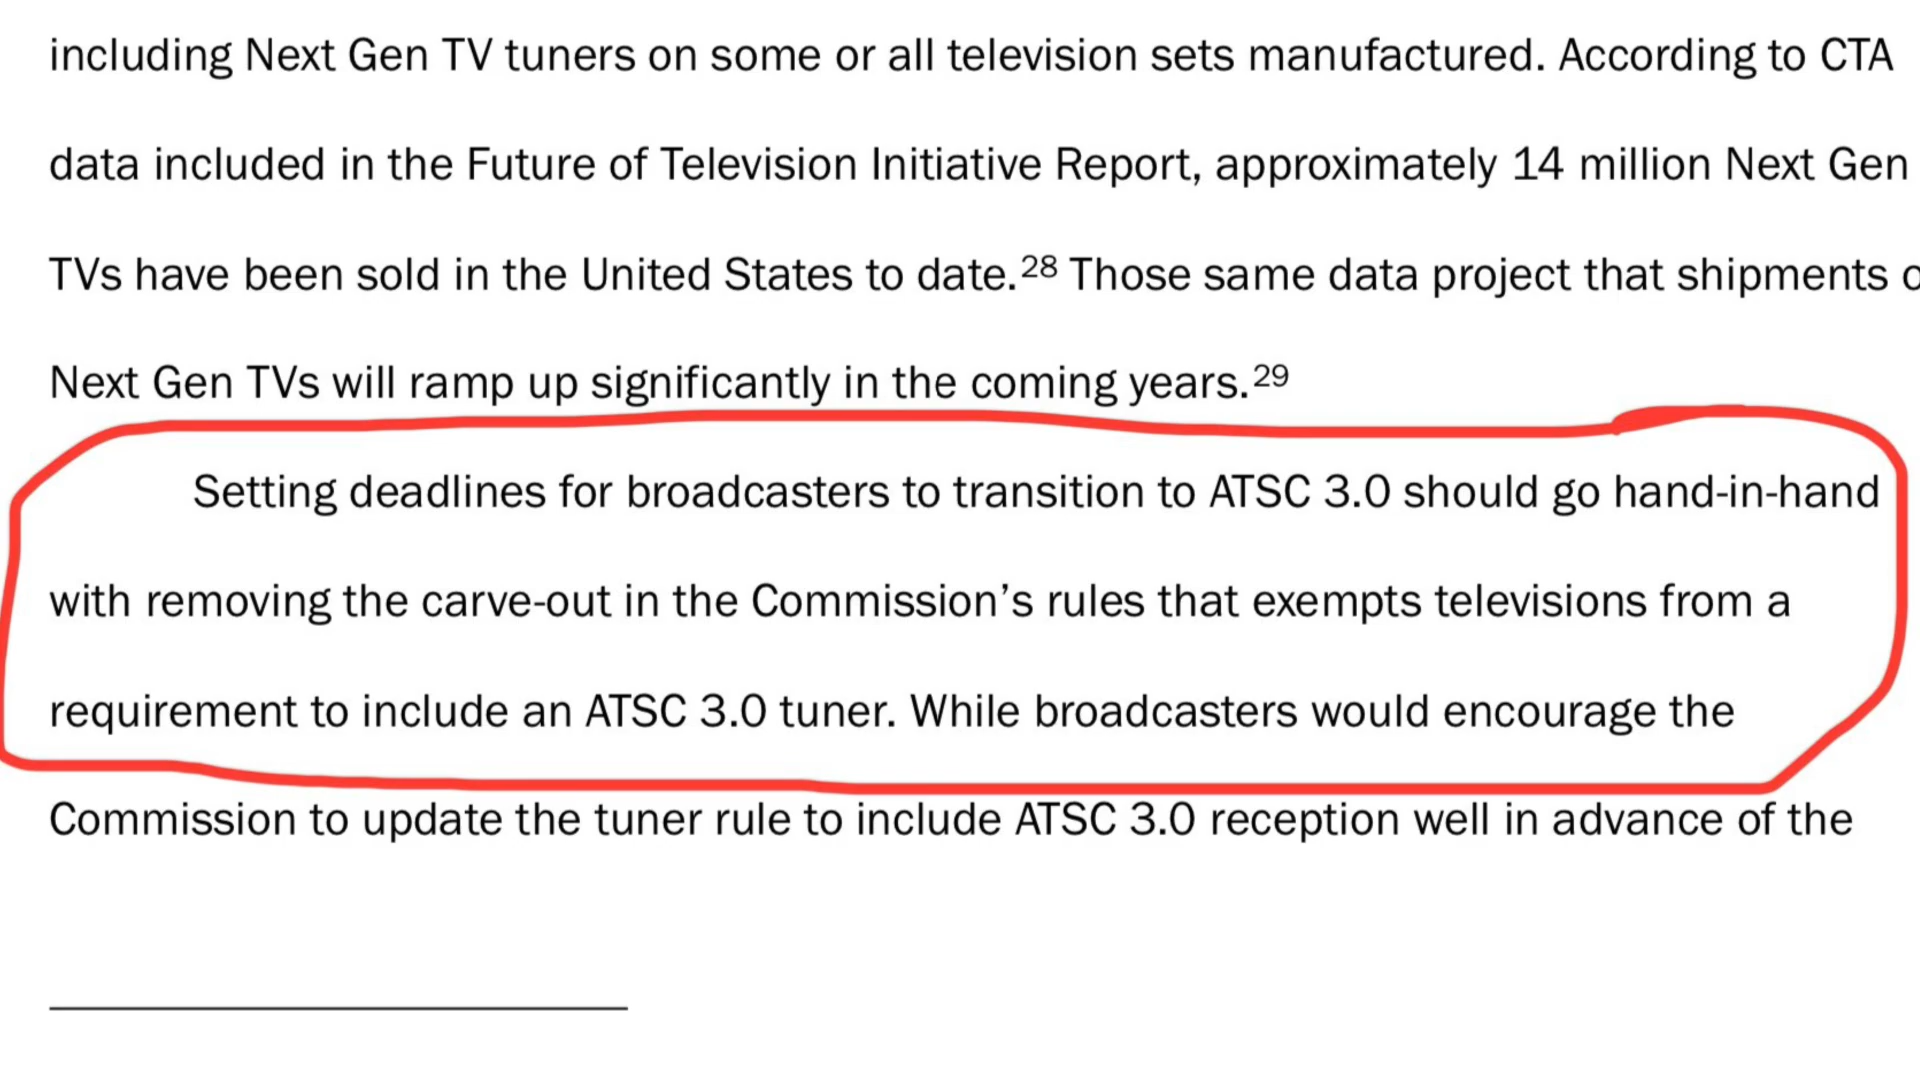 including Next Gen TV tuners on some or all television sets manufactured. According to CTA
data included in the Future of Television Initiative Report, approximately 14 million Next Gen
TVs have been sold in the United States to date.28 Those same data project that shipments
Next Gen TVs will ramp up significantly in the coming years.29
Setting deadlines for broadcasters to transition to ATSC 3.0 should go hand-in-hand
with removing the carve-out in the Commission’s rules that exempts televisions from a
requirement to include an ATSC 3.0 tuner. While broadcasters would encourage the
Commission to update the tuner rule to include ATSC 3.0 reception well in advance of the